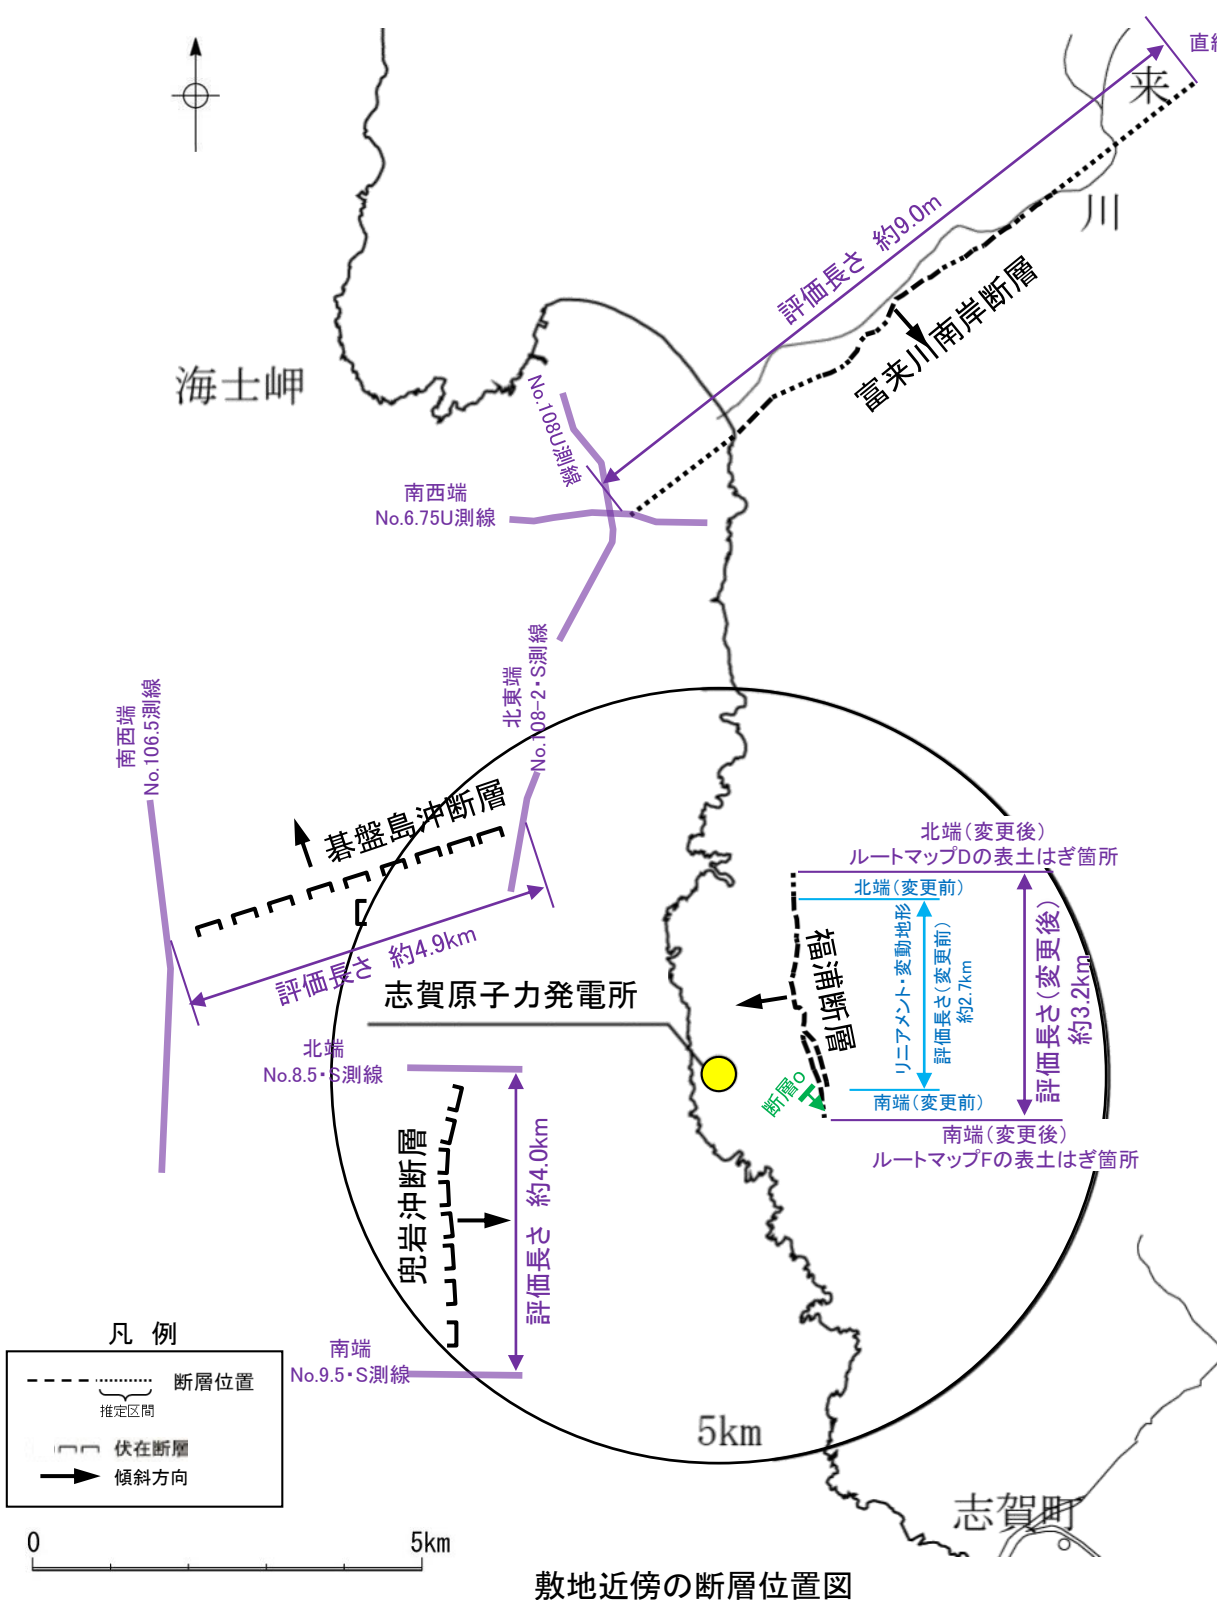 直線
来
川
評価長さ 約9.0m
富来川南岸断層
海士岬
No.108U測線
南西端
No.6.75U測線
北東端
No.108-2・S測線
南西端
No.106.5測線
碁盤島沖断層
評価長さ 約4.9km
北端(変更後)
ルートマップDの表土はぎ箇所
北端(変更前)
リニアメント・変動地形
評価長さ(変更前)
約2.7km
評価長さ(変更後)
約3.2km
福浦断層
志賀原子力発電所
断層o
南端(変更前)
南端(変更後)
ルートマップFの表土はぎ箇所
北端
No.8.5・S測線
兜岩沖断層
評価長さ 約4.0km
南端
No.9.5・S測線
凡 例
断層位置
推定区間
伏在断層
傾斜方向
5km
志賀町
0 5km
敷地近傍の断層位置図